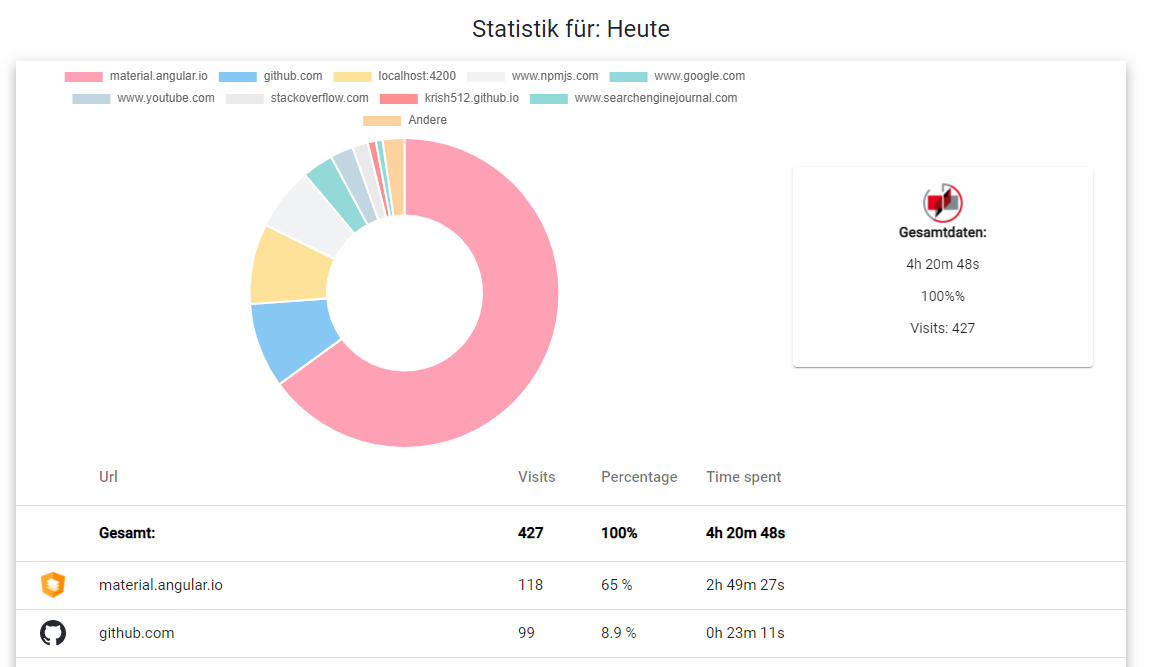 Statistik für: Heute
material.angular.io github.com localhost:4200 www.npmjs.com www.google.com
www.youtube.com stackoverflow.com krish512.github.io www.searchenginejournal.com
Andere
Gesamtdaten:
4h 20m 48s
100%%
Visits: 427
Url Visits Percentage Time spent
Gesamt: 427 100% 4h 20m 48s
material.angular.io 118 65 % 2h 49m 27s
github.com 99 8.9 % 0h 23m 11s